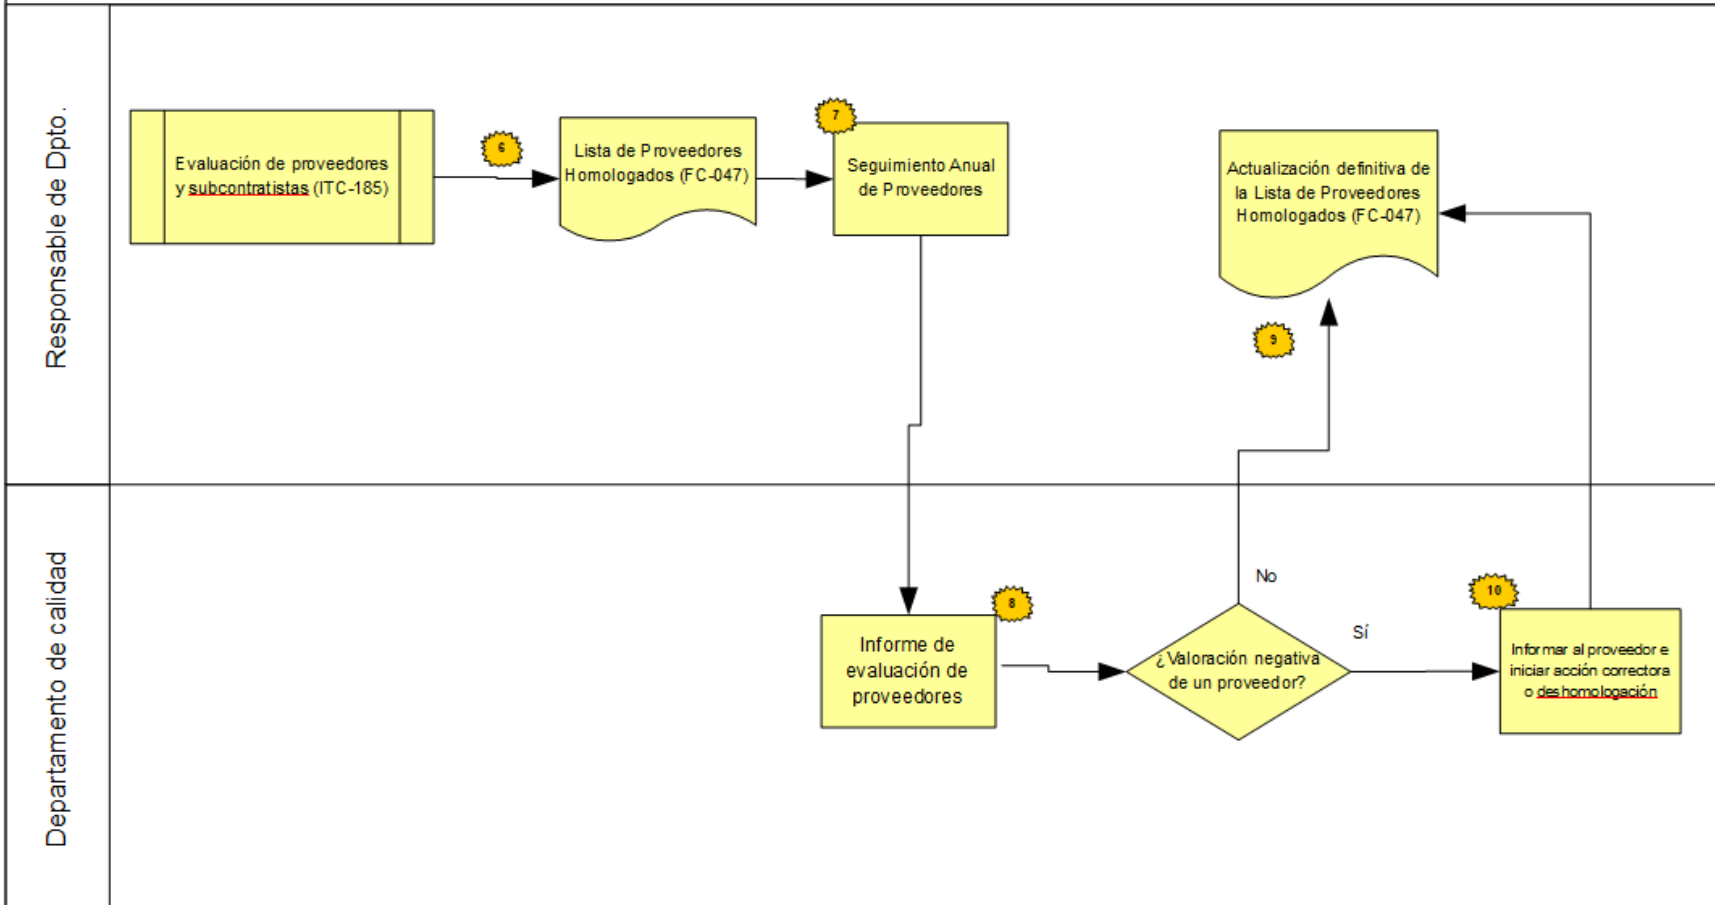 Responsable de Dpto.
Evaluación de proveedores
y subcontratistas (ITC-185)
6
Lista de Proveedores
Homologados (FC-047)
7
Seguimiento Anual
de Proveedores
Actualización definitiva de
la Lista de Proveedores
Homologados (FC-047)
9
Departamento de calidad
Informe de
evaluación de
proveedores
8
¿Valoración negativa
de un proveedor?
No
Sí
10
Informar al proveedor e
iniciar acción correctora
o deshomologación